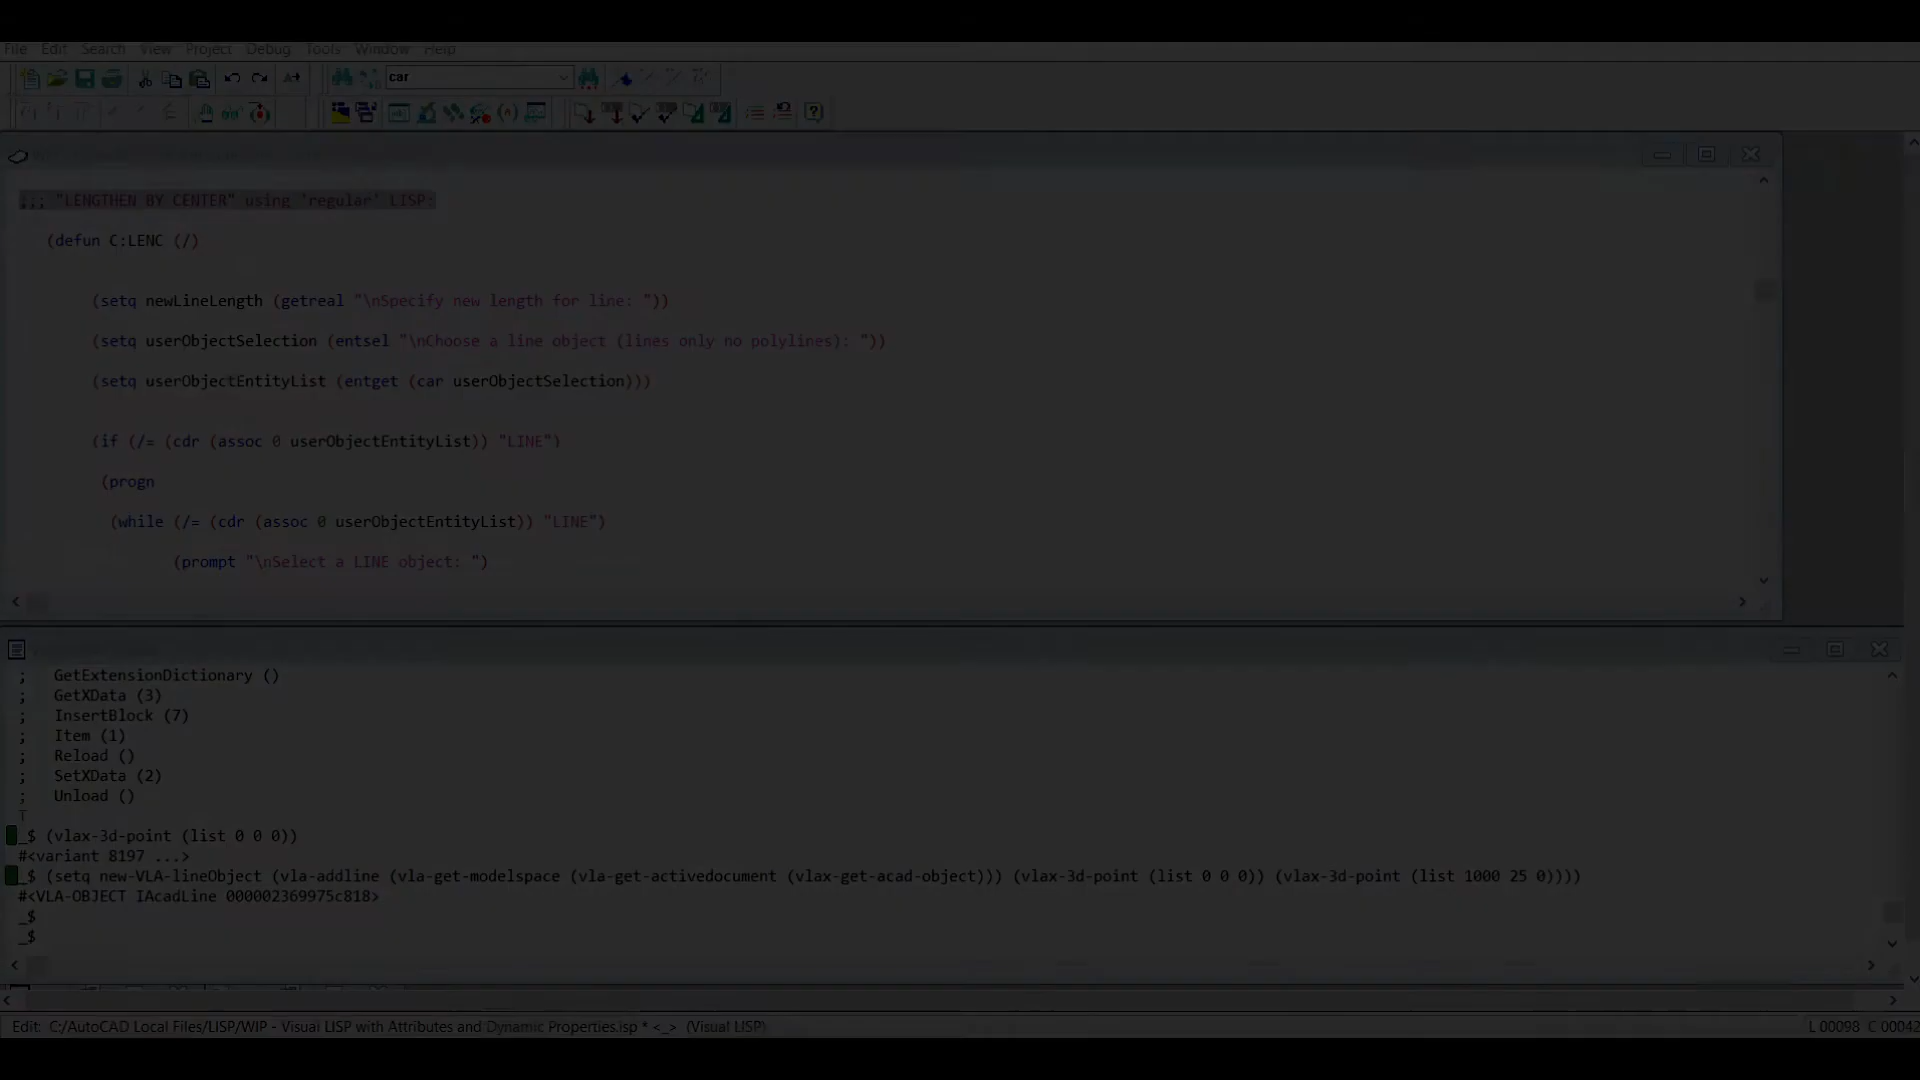 File Edit Search View Project Debug Tools Window Help
car
;;; "LENGTHEN BY CENTER" using 'regular' LISP:
(defun C:LENC (/)
(setq newLineLength (getreal "\nSpecify new length for line: "))
(setq userObjectSelection (entsel "\nChoose a line object (lines only no polylines): "))
(setq userObjectEntityList (entget (car userObjectSelection)))
(if (/= (cdr (assoc 0 userObjectEntityList)) "LINE")
(progn
(while (/= (cdr (assoc 0 userObjectEntityList)) "LINE")
(prompt "\nSelect a LINE object: ")
; GetExtensionDictionary ()
; GetXData (3)
; InsertBlock (7)
; Item (1)
; Reload ()
; SetXData (2)
; Unload ()
T
_$ (vlax-3d-point (list 0 0 0))
#<variant 8197 ...>
_$ (setq new-VLA-lineObject (vla-addline (vla-get-modelspace (vla-get-activedocument (vlax-get-acad-object))) (vlax-3d-point (list 0 0 0)) (vlax-3d-point (list 1000 25 0))))
#<VLA-OBJECT IAcadLine 000002369975c818>
_$
_$
Edit: C:/AutoCAD Local Files/LISP/WIP - Visual LISP with Attributes and Dynamic Properties.lsp * <_> (Visual LISP)
L 00098 C 00042